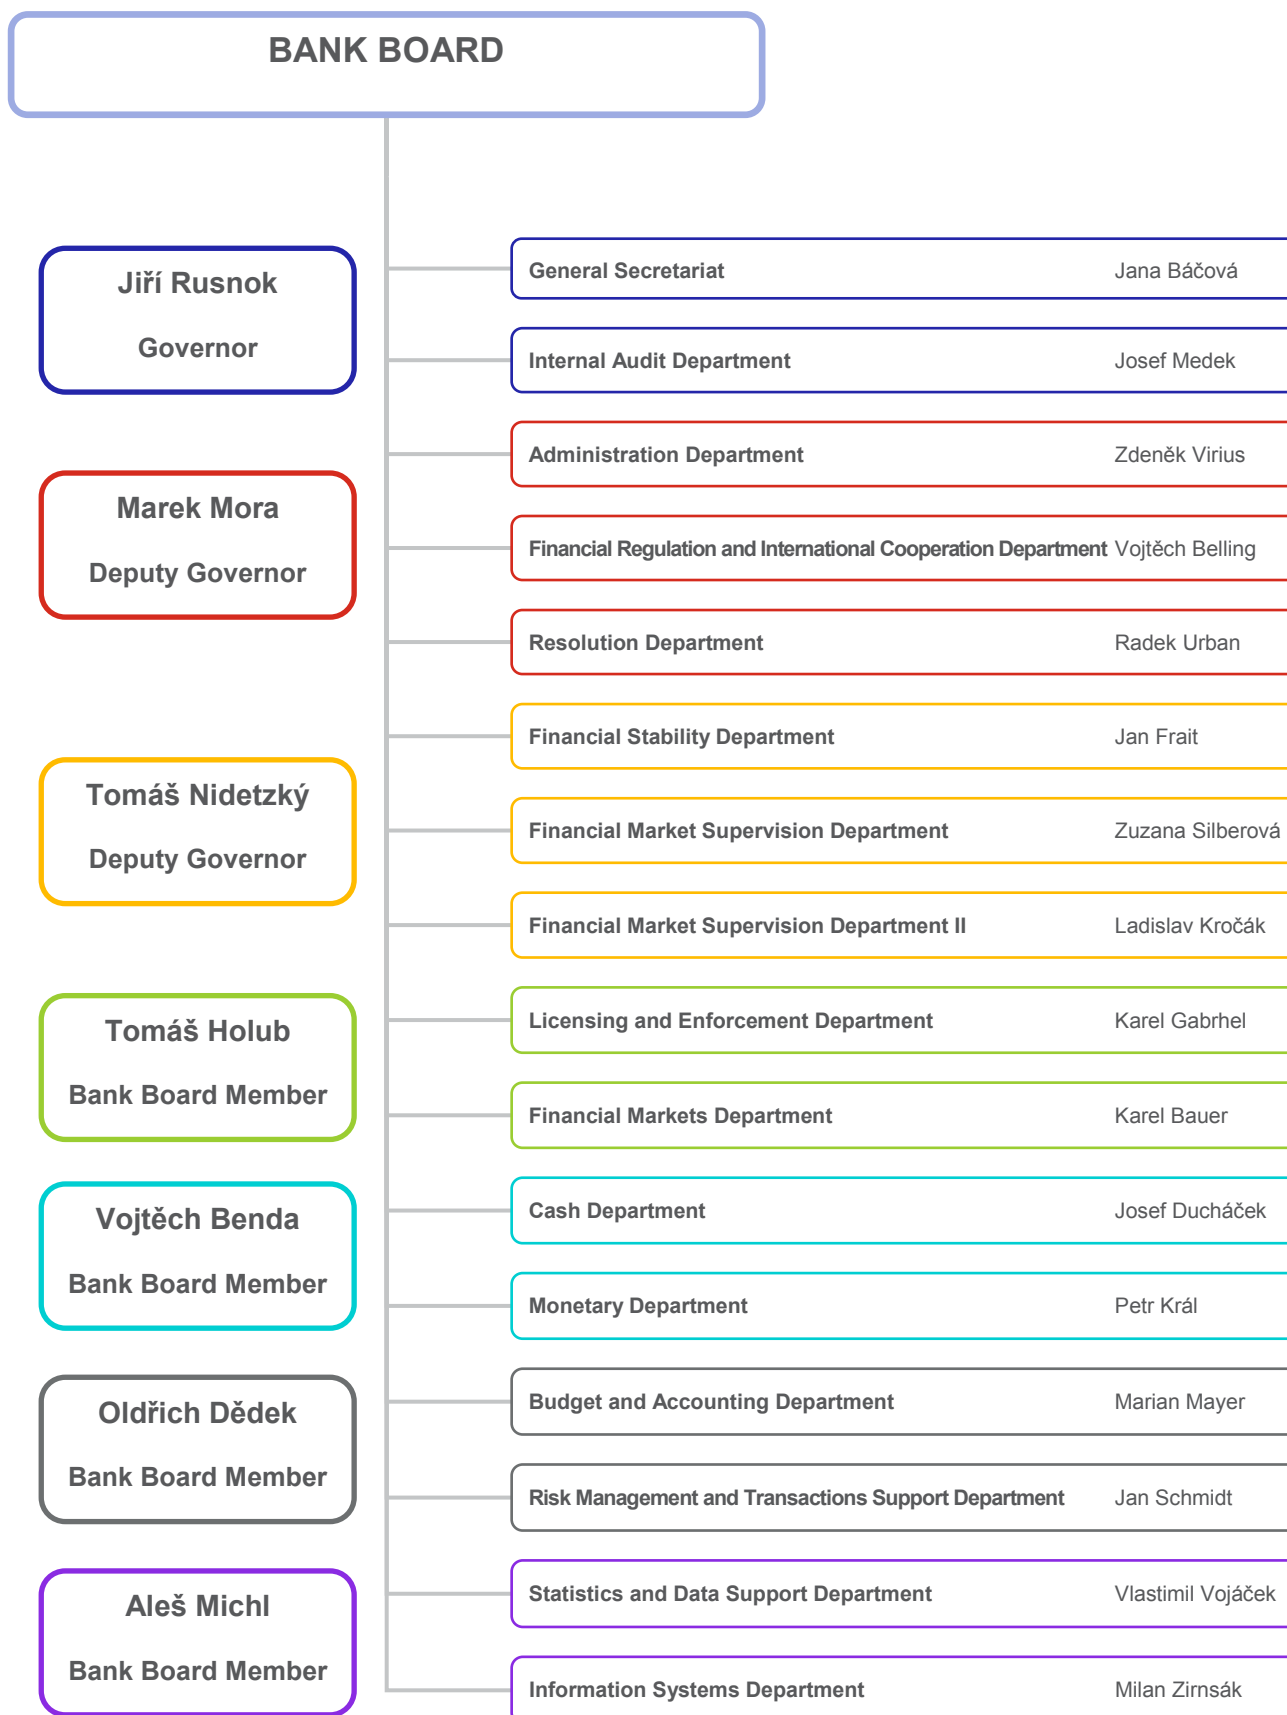 BANK BOARD
Jiří Rusnok
Governor
Marek Mora
Deputy Governor
Tomáš Nidetzký
Deputy Governor
Tomáš Holub
Bank Board Member
Vojtěch Benda
Bank Board Member
Oldřich Dědek
Bank Board Member
Aleš Michl
Bank Board Member
General Secretariat Jana Báčová
Internal Audit Department Josef Medek
Administration Department Zdeněk Virius
Financial Regulation and International Cooperation Department Vojtěch Belling
Resolution Department Radek Urban
Financial Stability Department Jan Frait
Financial Market Supervision Department Zuzana Silberová
Financial Market Supervision Department II Ladislav Kročák
Licensing and Enforcement Department Karel Gabrhel
Financial Markets Department Karel Bauer
Cash Department Josef Ducháček
Monetary Department Petr Král
Budget and Accounting Department Marian Mayer
Risk Management and Transactions Support Department Jan Schmidt
Statistics and Data Support Department Vlastimil Vojáček
Information Systems Department Milan Zirnsák